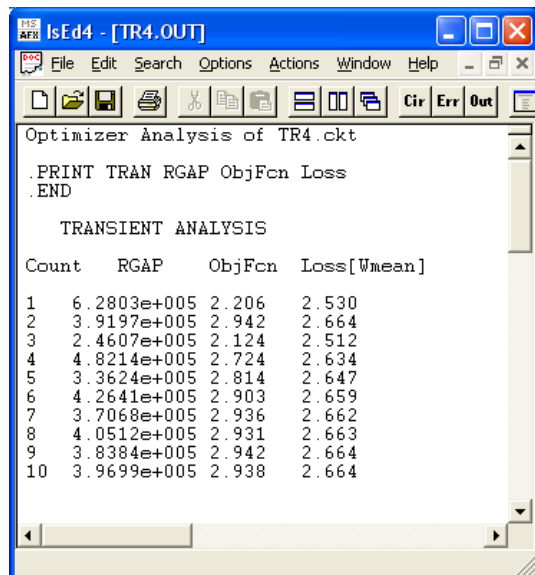 MS AFX IsEd4 - [TR4.OUT]
DOC File Edit Search Options Actions Window Help
Cir Err Out
Optimizer Analysis of TR4.ckt
.PRINT TRAN RGAP ObjFcn Loss
.END
TRANSIENT ANALYSIS
Count RGAP ObjFcn Loss[Wmean]
1 6.2803e+005 2.206 2.530
2 3.9197e+005 2.942 2.664
3 2.4607e+005 2.124 2.512
4 4.8214e+005 2.724 2.634
5 3.3624e+005 2.814 2.647
6 4.2641e+005 2.903 2.659
7 3.7068e+005 2.936 2.662
8 4.0512e+005 2.931 2.663
9 3.8384e+005 2.942 2.664
10 3.9699e+005 2.938 2.664